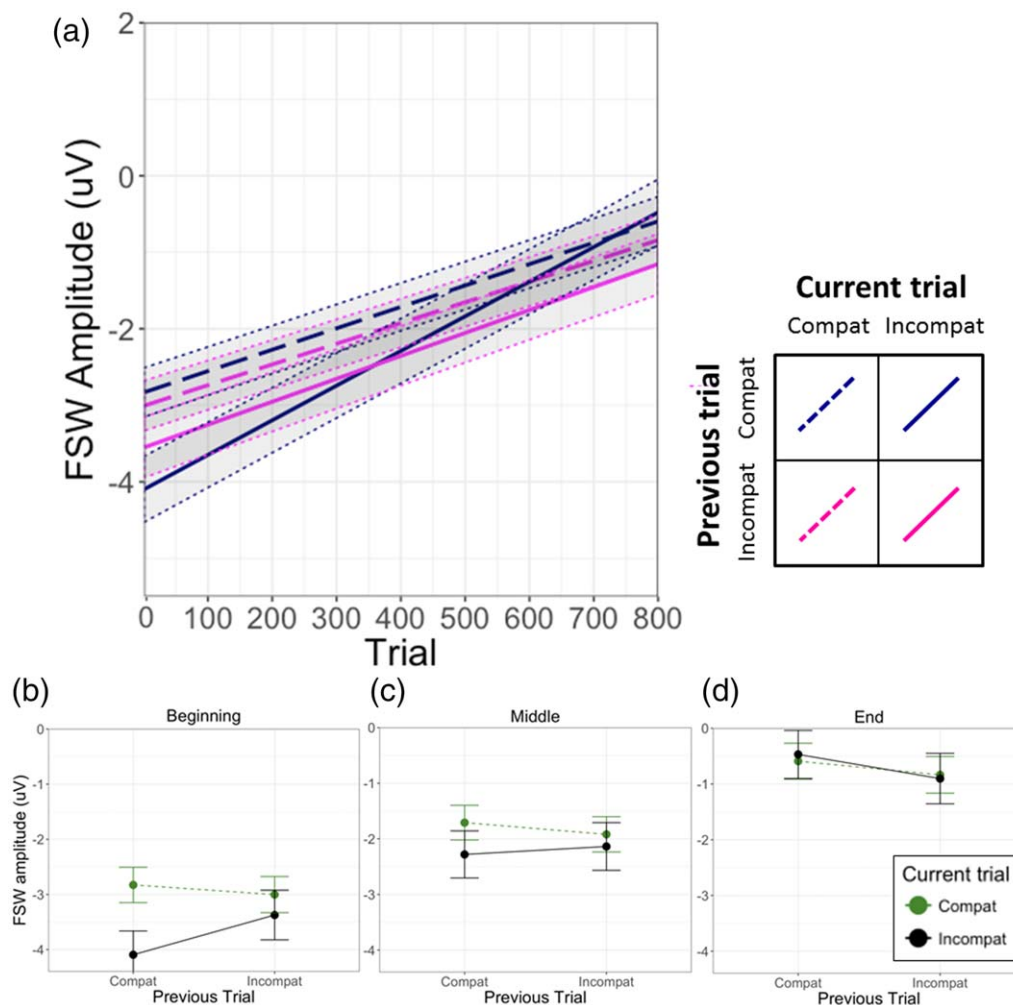 (a)
2
0
-2
-4
FSW Amplitude (uV)
0 100 200 300 400 500 600 700 800
Trial
Current trial
Compat Incompat
Previous trial
Compat
Incompat
(b)
Beginning
0
-1
-2
-3
-4
FSW amplitude (uV)
Compat Incompat
Previous Trial
(c)
Middle
0
-1
-2
-3
-4
Compat Incompat
Previous Trial
(d)
End
0
-1
-2
-3
-4
Compat Incompat
Previous Trial
Current trial
Compat
Incompat